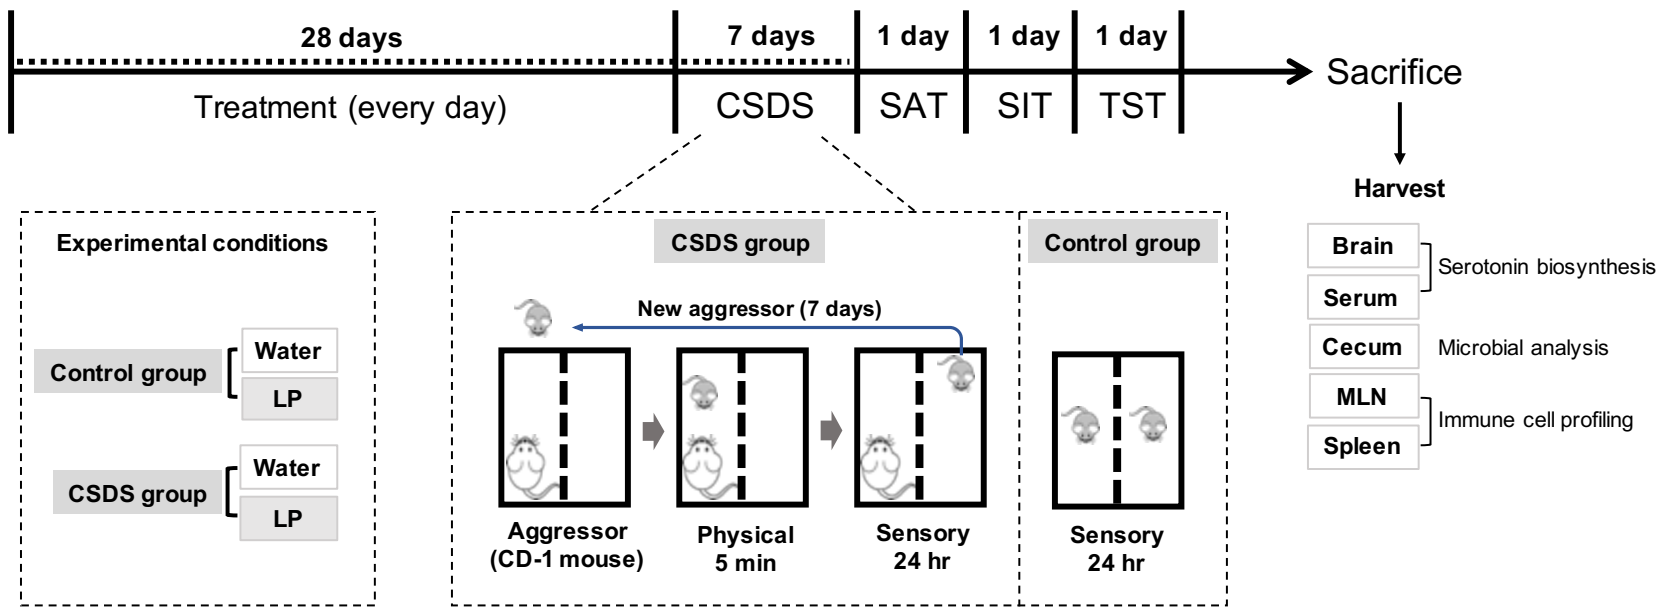 28 days
7 days
1 day
1 day
1 day
Treatment (every day)
CSDS
SAT
SIT
TST
Sacrifice
Harvest
Brain
Serum
Serotonin biosynthesis
Cecum
Microbial analysis
MLN
Spleen
Immune cell profiling
Experimental conditions
Control group
Water
LP
CSDS group
Water
LP
CSDS group
New aggressor (7 days)
Aggressor
(CD-1 mouse)
Physical
5 min
Sensory
24 hr
Control group
Sensory
24 hr